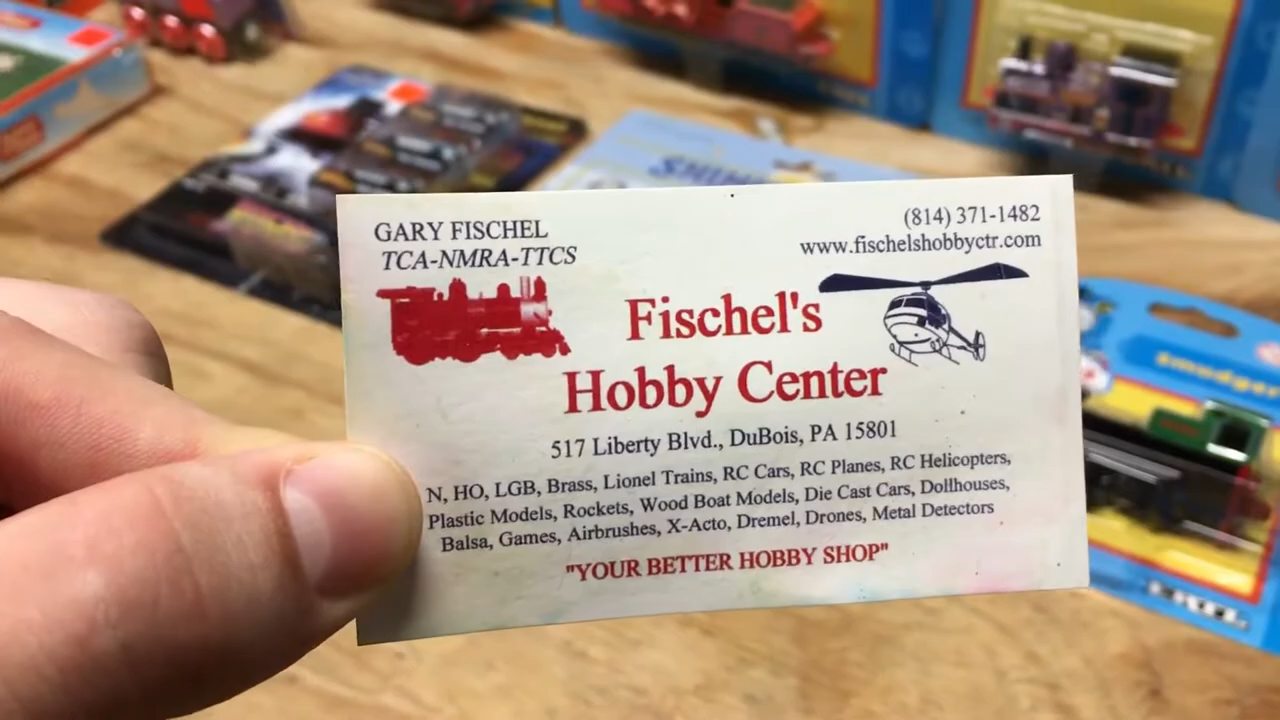 GARY FISCHEL
TCA-NMRA-TTCS
(814) 371-1482
www.fischelshobbyctr.com
Fischel's
Hobby Center
517 Liberty Blvd., DuBois, PA 15801
N, HO, LGB, Brass, Lionel Trains, RC Cars, RC Planes, RC Helicopters,
Plastic Models, Rockets, Wood Boat Models, Die Cast Cars, Dollhouses,
Balsa, Games, Airbrushes, X-Acto, Dremel, Drones, Metal Detectors
"YOUR BETTER HOBBY SHOP"
Smudger
ERTL